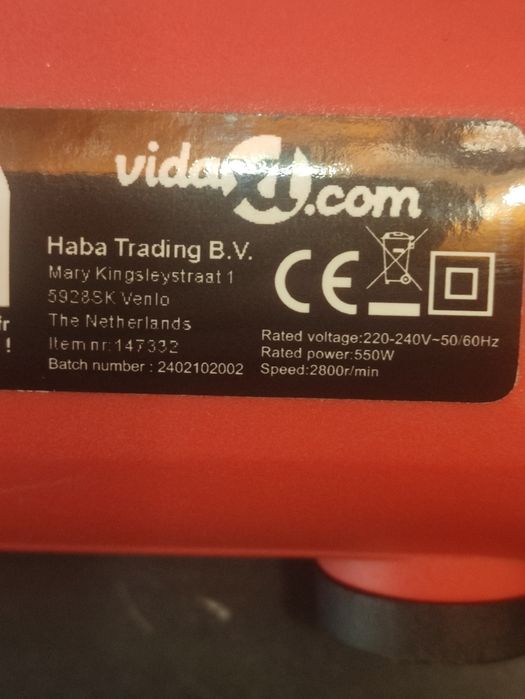 vidaXL.com
Haba Trading B.V.
Mary Kingsleystraat 1
5928SK Venlo
The Netherlands
Item nr:147332
Batch number : 2402102002
CE
Rated voltage:220-240V~50/60Hz
Rated power:550W
Speed:2800r/min
fr
!